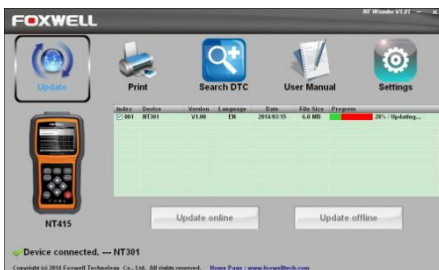 NT Wonder V1.01
FOXWELL
Update
Print
Search DTC
User Manual
Settings
Index Device Version Language Date File Size Progress
001 NT301 V1.00 EN 2014/03/15 6.0 MB 20% / Updating...
NT415
Update online
Update offline
Device connected. --- NT301
Copyright (c) 2014 Foxwell Technology Co., Ltd. All rights reserved. Home Page : www.foxwelltech.com